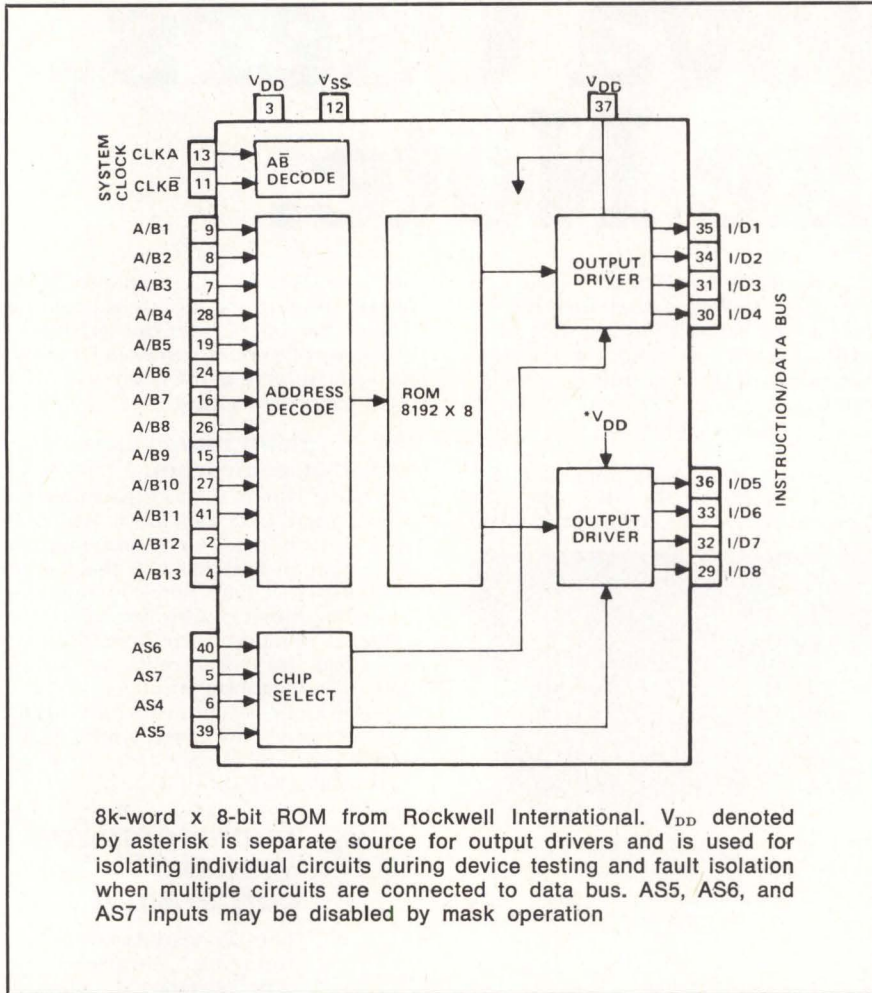 VDD VSS. VDD
3 12 37
SYSTEM CLOCK
CLKA 13
CLKB̅ 11
AB̅ DECODE
A/B1 9
A/B2 8
A/B3 7
A/B4 28
A/B5 19
A/B6 24
A/B7 16
A/B8 26
A/B9 15
A/B10 27
A/B11 41
A/B12 2
A/B13 4
ADDRESS
DECODE
ROM
8192 X 8
OUTPUT
DRIVER
35 I/D1
34 I/D2
31 I/D3
30 I/D4
INSTRUCTION/DATA BUS
*VDD
OUTPUT
DRIVER
36 I/D5
33 I/D6
32 I/D7
29 I/D8
AS6 40
AS7 5
AS4 6
AS5 39
CHIP
SELECT
8k-word x 8-bit ROM from Rockwell International. VDD denoted
by asterisk is separate source for output drivers and is used for
isolating individual circuits during device testing and fault isolation
when multiple circuits are connected to data bus. AS5, AS6, and
AS7 inputs may be disabled by mask operation